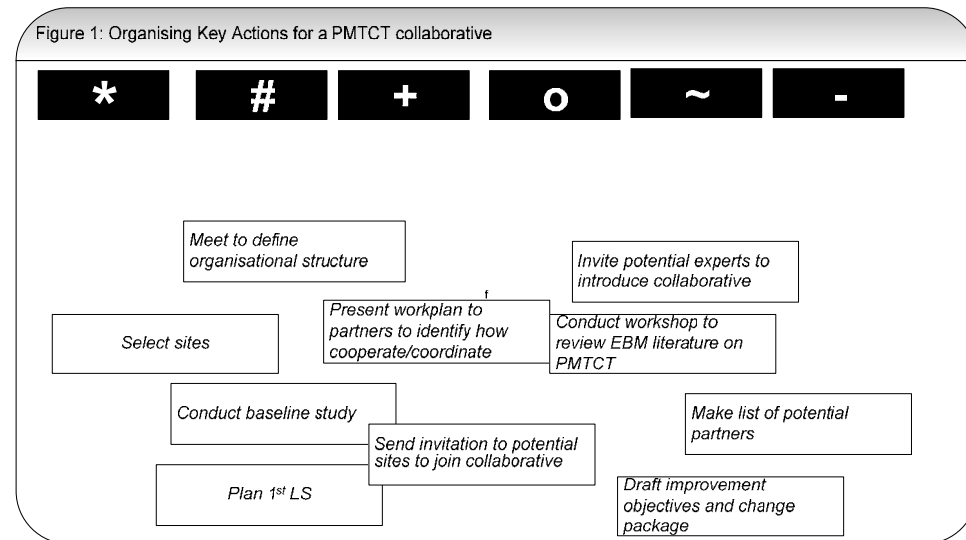 Figure 1: Organising Key Actions for a PMTCT collaborative
* # + o ~ -
Meet to define
organisational structure
Invite potential experts to
introduce collaborative
f
Present workplan to
partners to identify how
cooperate/coordinate
Conduct workshop to
review EBM literature on
PMTCT
Select sites
Conduct baseline study
Make list of potential
partners
Send invitation to potential
sites to join collaborative
Plan 1st LS
Draft improvement
objectives and change
package